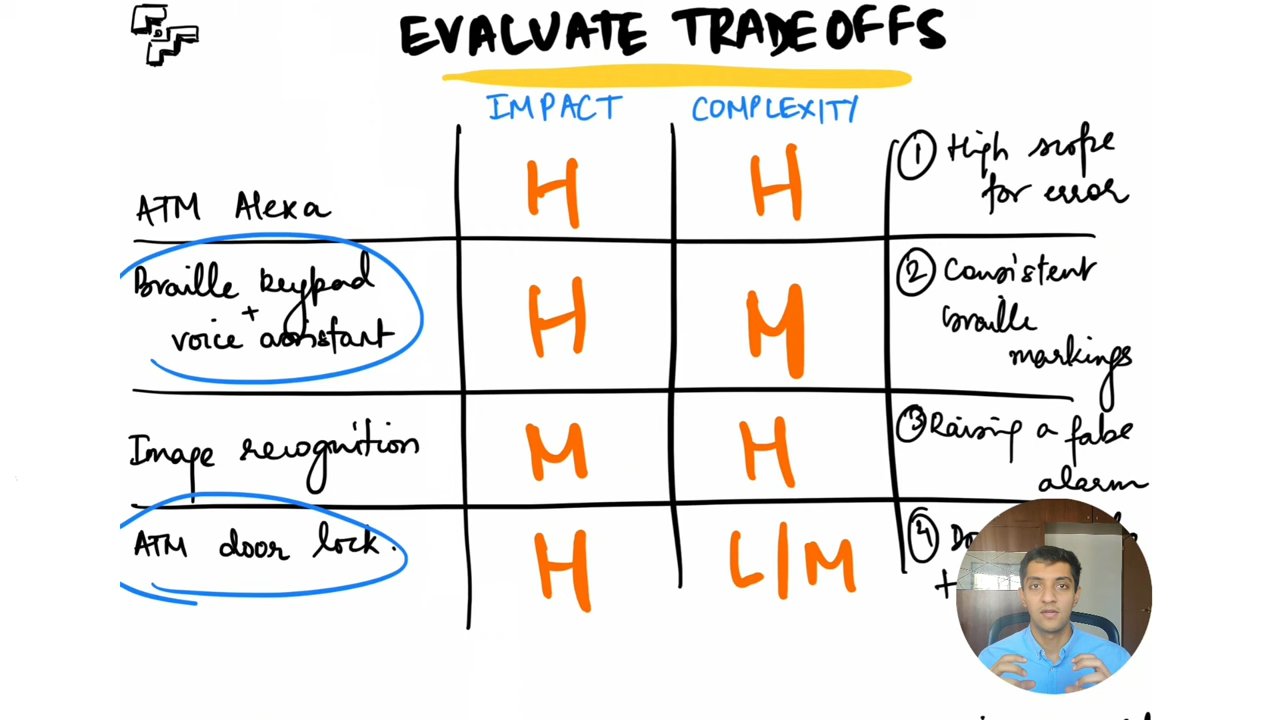 EVALUATE TRADEOFFS
IMPACT COMPLEXITY
ATM Alexa H H ① High scope
for error
Braille keypad
+
voice assistant H M ② Consistent
braille
markings
Image recognition M H ③ Raising a false
alarm
ATM door lock. H L/M ④
+